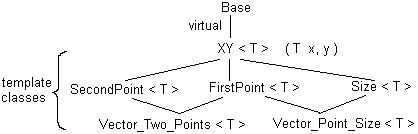 Base
virtual
XY < T > ( T x, y )
template
classes
SecondPoint < T > FirstPoint < T > Size < T >
Vector_Two_Points < T > Vector_Point_Size < T >